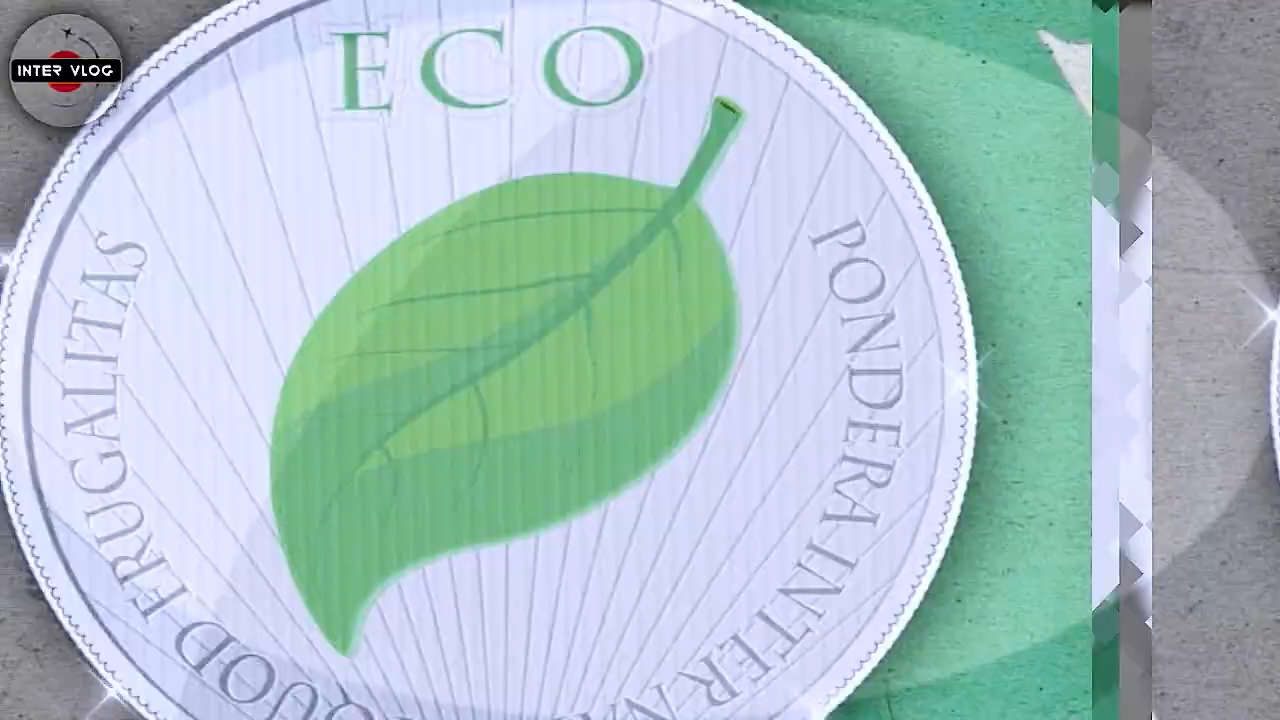 INTER VLOG
ECO
FRUGALITAS
QUOD
PONDERA INTER